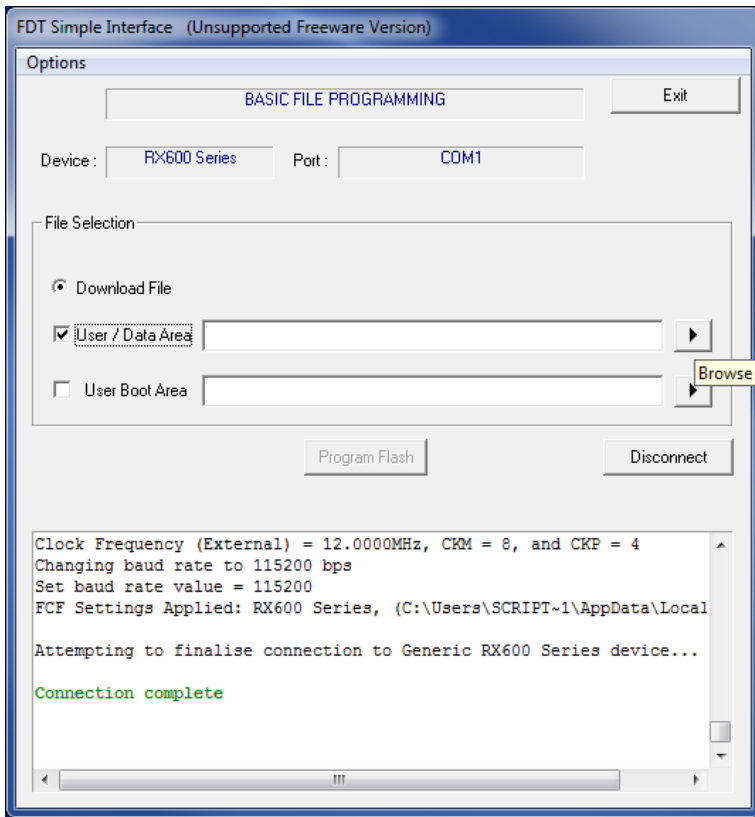 FDT Simple Interface (Unsupported Freeware Version)
Options
BASIC FILE PROGRAMMING
Exit
Device :
RX600 Series
Port :
COM1
File Selection
Download File
User / Data Area
Browse
User Boot Area
Program Flash
Disconnect
Clock Frequency (External) = 12.0000MHz, CKM = 8, and CKP = 4
Changing baud rate to 115200 bps
Set baud rate value = 115200
FCF Settings Applied: RX600 Series, (C:\Users\SCRIPT~1\AppData\Local
Attempting to finalise connection to Generic RX600 Series device...
Connection complete